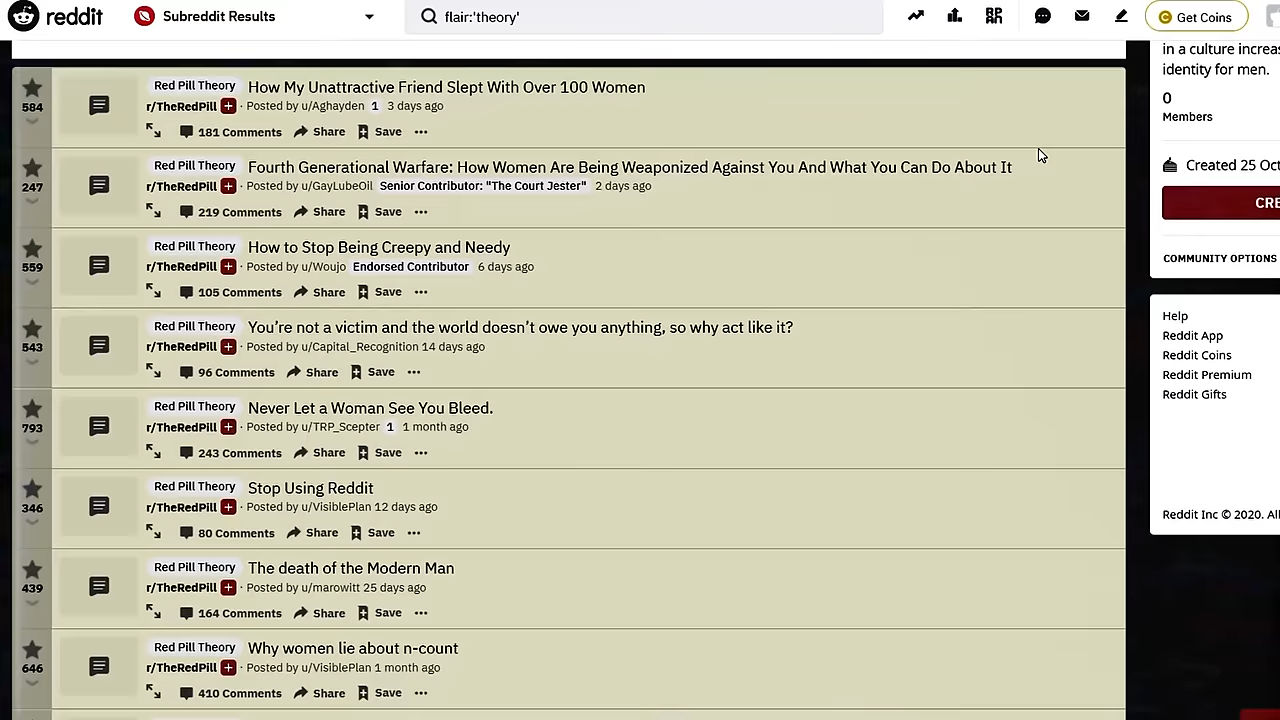 reddit Subreddit Results flair:'theory' Get Coins
in a culture increas
identity for men.
0
Members
Created 25 Oct
CRE
COMMUNITY OPTIONS
Help
Reddit App
Reddit Coins
Reddit Premium
Reddit Gifts
Reddit Inc © 2020. All
584
Red Pill Theory How My Unattractive Friend Slept With Over 100 Women
r/TheRedPill · Posted by u/Aghayden 1 3 days ago
181 Comments Share Save
247
Red Pill Theory Fourth Generational Warfare: How Women Are Being Weaponized Against You And What You Can Do About It
r/TheRedPill · Posted by u/GayLubeOil Senior Contributor: "The Court Jester" 2 days ago
219 Comments Share Save
559
Red Pill Theory How to Stop Being Creepy and Needy
r/TheRedPill · Posted by u/Woujo Endorsed Contributor 6 days ago
105 Comments Share Save
543
Red Pill Theory You’re not a victim and the world doesn’t owe you anything, so why act like it?
r/TheRedPill · Posted by u/Capital_Recognition 14 days ago
96 Comments Share Save
793
Red Pill Theory Never Let a Woman See You Bleed.
r/TheRedPill · Posted by u/TRP_Scepter 1 1 month ago
243 Comments Share Save
346
Red Pill Theory Stop Using Reddit
r/TheRedPill · Posted by u/VisiblePlan 12 days ago
80 Comments Share Save
439
Red Pill Theory The death of the Modern Man
r/TheRedPill · Posted by u/marowitt 25 days ago
164 Comments Share Save
646
Red Pill Theory Why women lie about n-count
r/TheRedPill · Posted by u/VisiblePlan 1 month ago
410 Comments Share Save